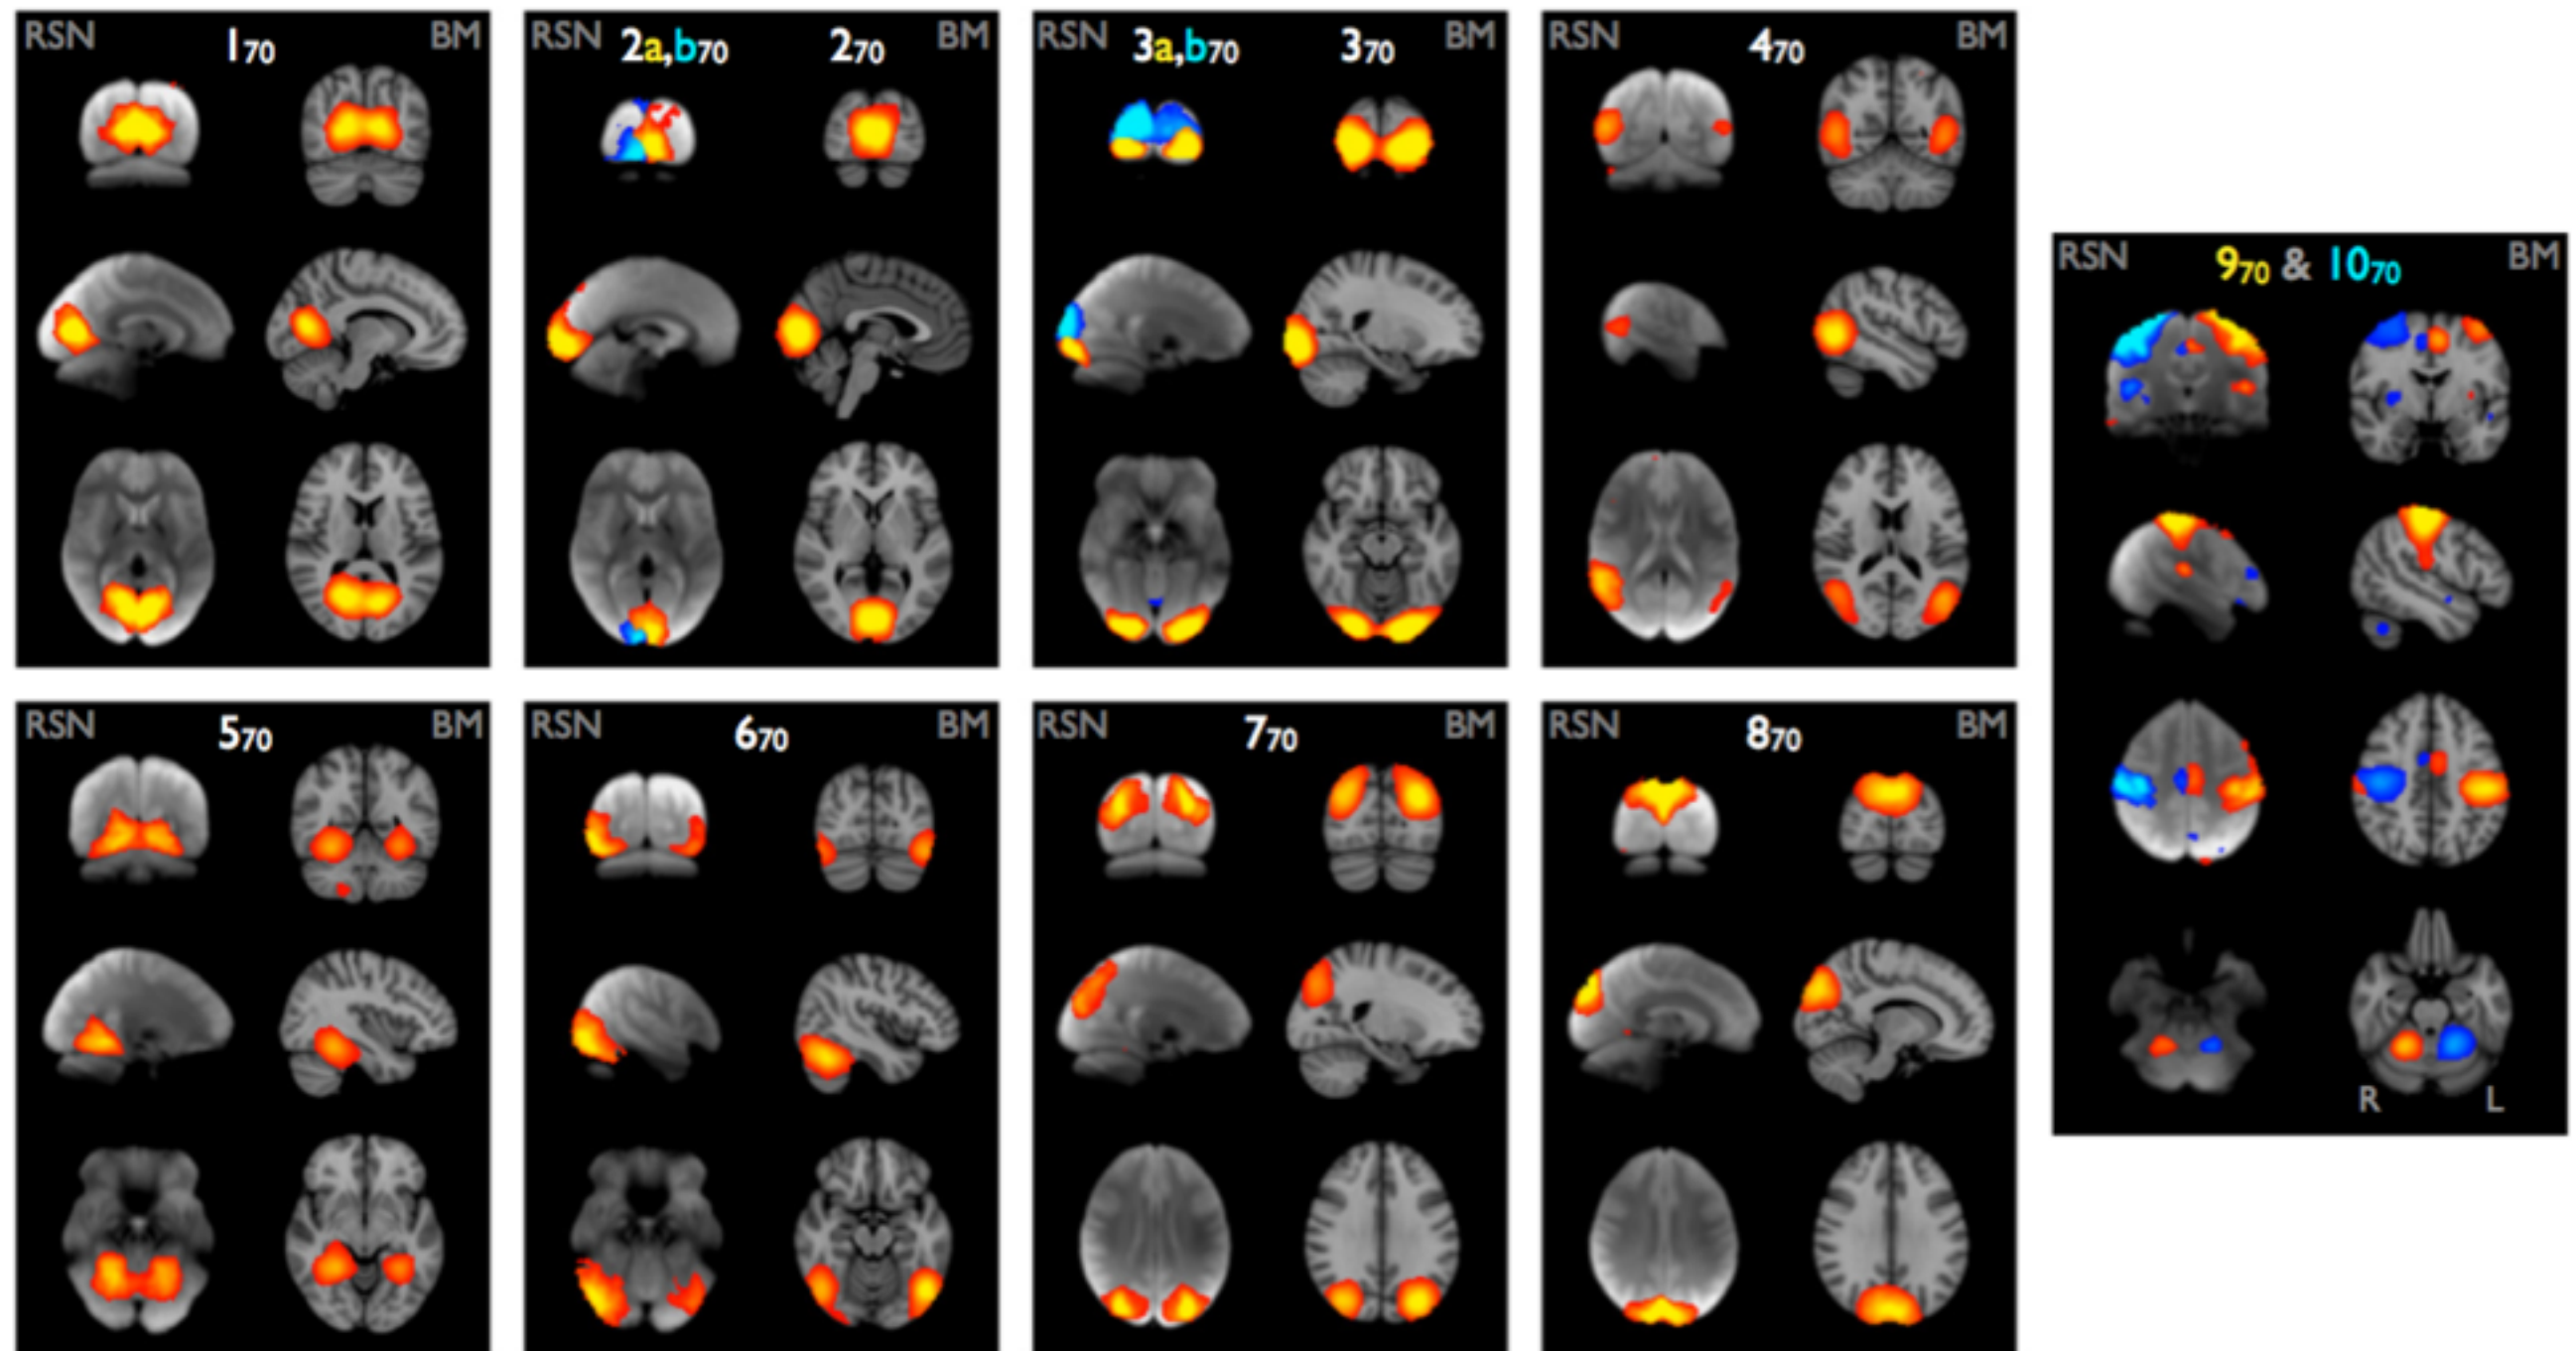 RSN 1₇₀ BM
RSN 2a,b₇₀ 2₇₀ BM
RSN 3a,b₇₀ 3₇₀ BM
RSN 4₇₀ BM
RSN 9₇₀ & 10₇₀ BM
R L
RSN 5₇₀ BM
RSN 6₇₀ BM
RSN 7₇₀ BM
RSN 8₇₀ BM